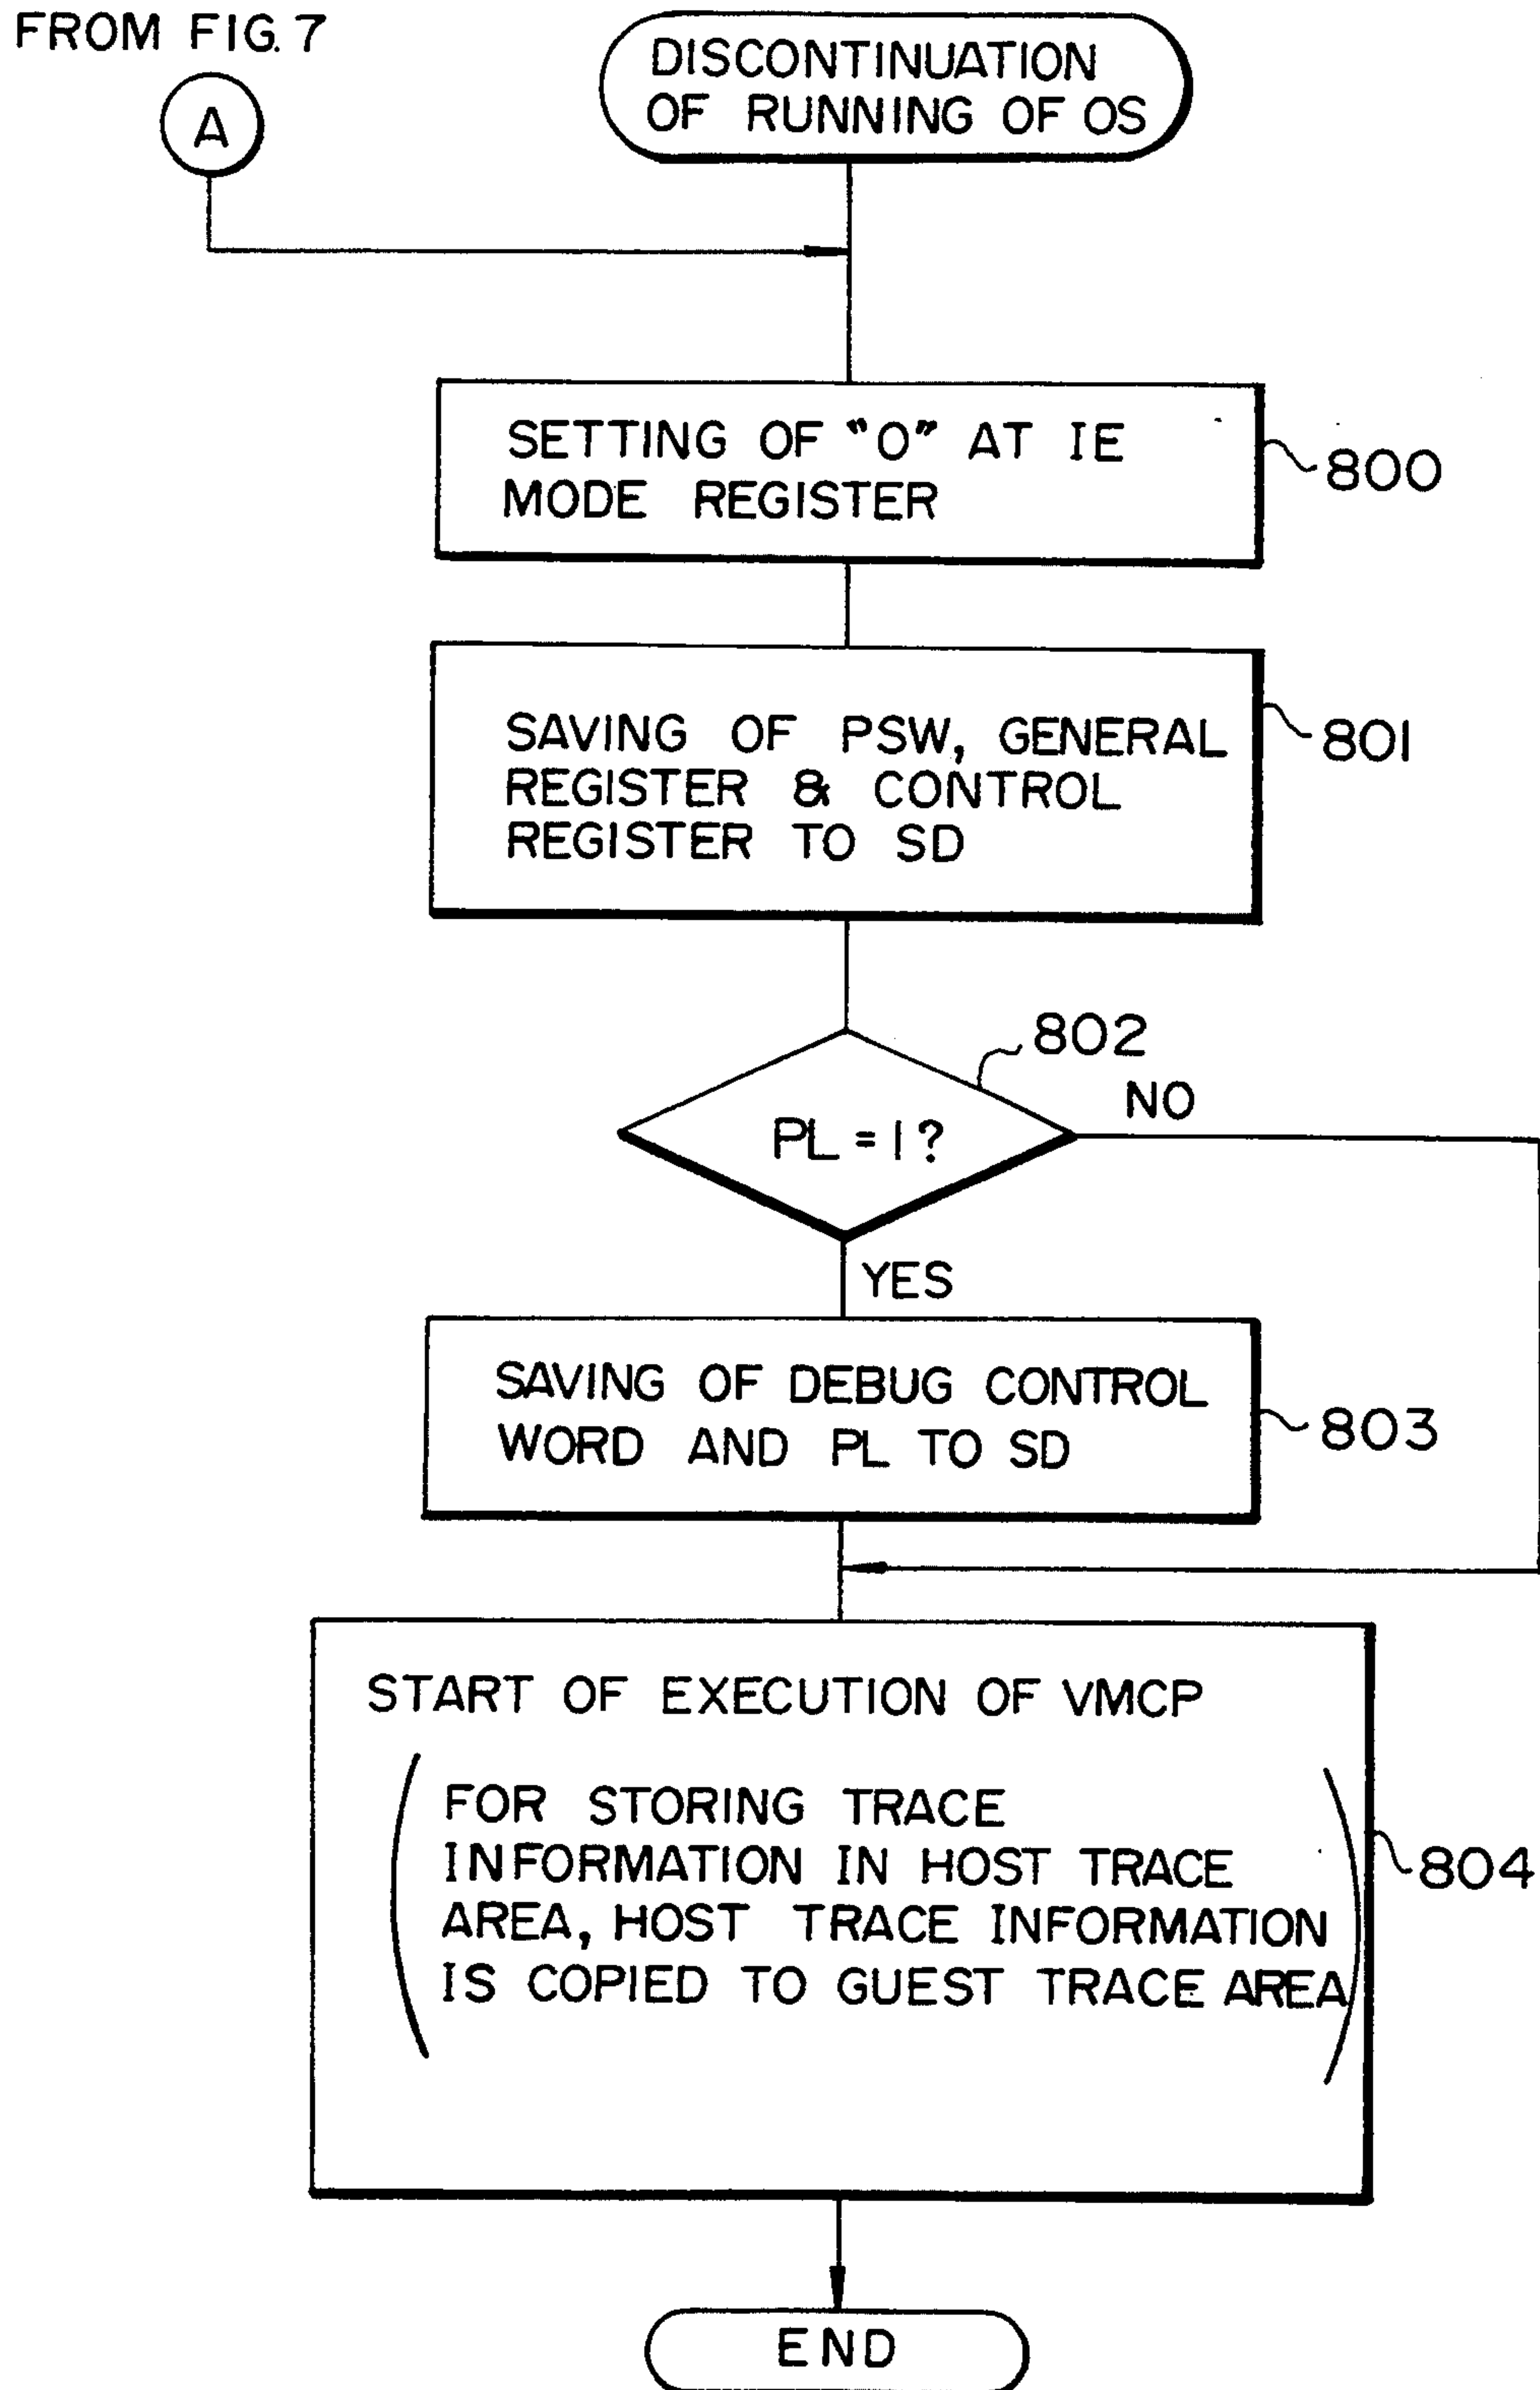 FROM FIG. 7
A
DISCONTINUATION
OF RUNNING OF OS
SETTING OF "0" AT IE
MODE REGISTER
800
SAVING OF PSW, GENERAL
REGISTER & CONTROL
REGISTER TO SD
801
802
NO
PL = 1 ?
YES
SAVING OF DEBUG CONTROL
WORD AND PL TO SD
803
START OF EXECUTION OF VMCP
FOR STORING TRACE
INFORMATION IN HOST TRACE
AREA, HOST TRACE INFORMATION
IS COPIED TO GUEST TRACE AREA
804
END